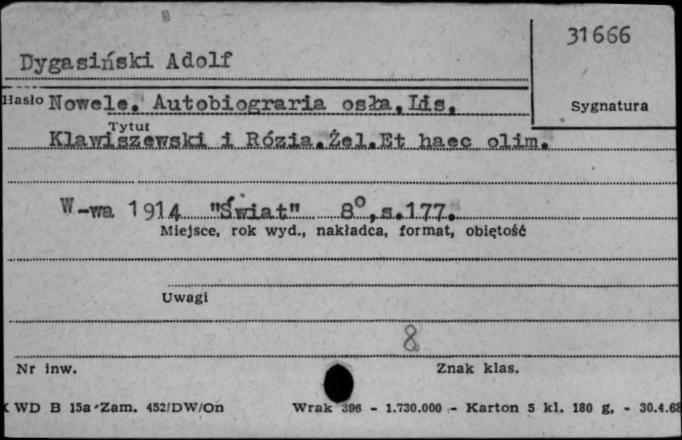 31666
Dygasiński Adolf
Hasło Nowele. Autobiograria osła.Lis.
Sygnatura
Tytuł
Klawiszewski i Rózia.Żel.Et haec olim.
W-wa 1914 "Świat" 8°,s.177.
Miejsce, rok wyd., nakładca, format, objętość
Uwagi
8
Nr inw.
Znak klas.
WD B 15a Zam. 452/DW/On Wrak 396 - 1.730.000 - Karton 5 kl. 180 g. - 30.4.68